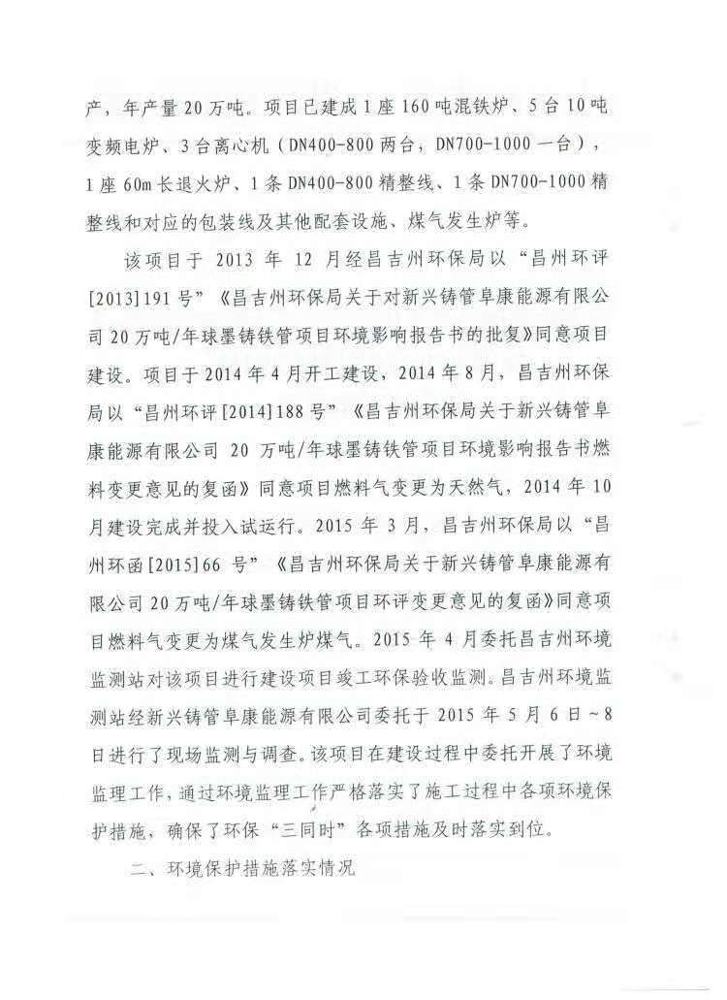 产，年产量20万吨。项目已建成1座160吨混铁炉、5台10吨
变频电炉、3台离心机（DN400-800两台，DN700-1000一台），
1座60m长退火炉、1条DN400-800精整线、1条DN700-1000精
整线和对应的包装线及其他配套设施、煤气发生炉等。
该项目于 2013 年 12 月经昌吉州环保局以“昌州环评
[2013]191号”《昌吉州环保局关于对新兴铸管阜康能源有限公
司20万吨/年球墨铸铁管项目环境影响报告书的批复》同意项目
建设。项目于2014年4月开工建设，2014年8月，昌吉州环保
局以“昌州环评[2014]188号”《昌吉州环保局关于新兴铸管阜
康能源有限公司 20 万吨/年球墨铸铁管项目环境影响报告书燃
料变更意见的复函》同意项目燃料气变更为天然气，2014年10
月建设完成并投入试运行。2015年3月，昌吉州环保局以“昌
州环函[2015]66 号”《昌吉州环保局关于新兴铸管阜康能源有
限公司20万吨/年球墨铸铁管项目环评变更意见的复函》同意项
目燃料气变更为煤气发生炉煤气。2015年4月委托昌吉州环境
监测站对该项目进行建设项目竣工环保验收监测。昌吉州环境监
测站经新兴铸管阜康能源有限公司委托于2015年5月6日~8
日进行了现场监测与调查。该项目在建设过程中委托开展了环境
监理工作，通过环境监理工作严格落实了施工过程中各项环境保
护措施，确保了环保“三同时”各项措施及时落实到位。
二、环境保护措施落实情况